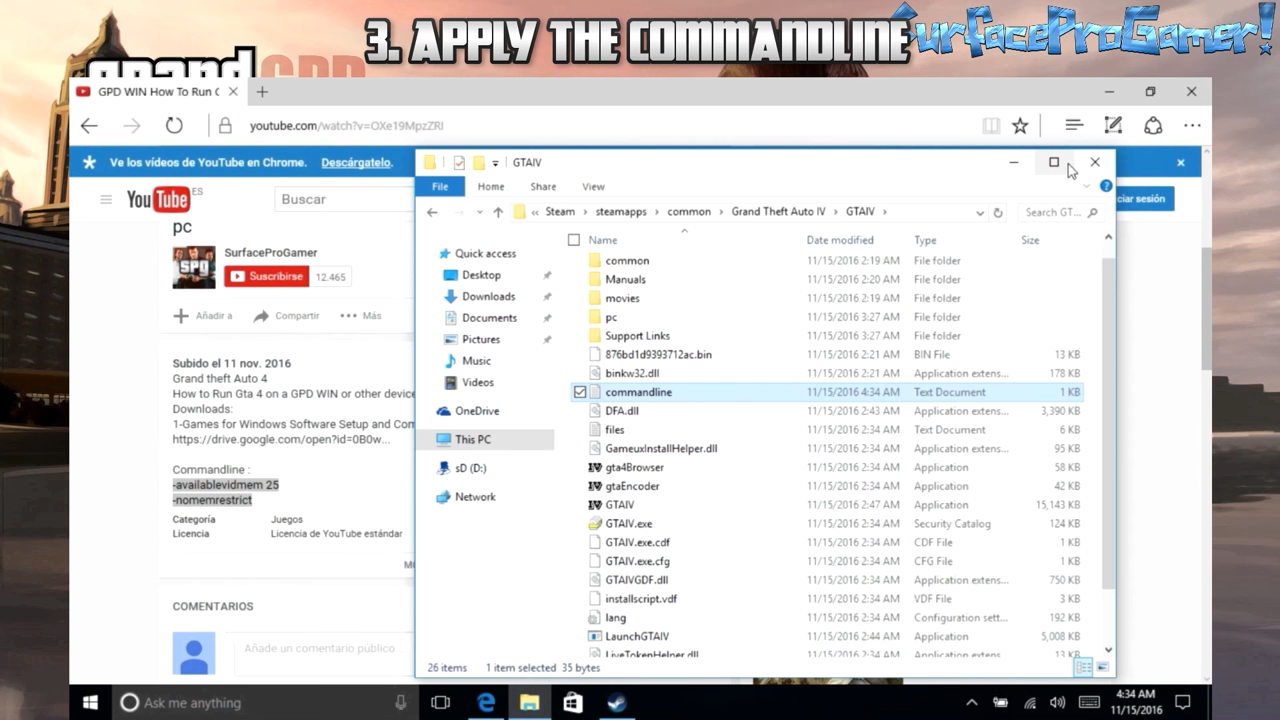 3. APPLY THE COMMANDLINE
SurfaceProGamer!
grand GPD
GPD WIN How To Run G
youtube.com/watch?v=OXe19MpzZRI
Ve los vídeos de YouTube en Chrome. Descárgatelo.
YouTube ES
Buscar
ciar sesión
pc
SurfaceProGamer
Suscribirse 12.465
Añadir a Compartir Más
Subido el 11 nov. 2016
Grand theft Auto 4
How to Run Gta 4 on a GPD WIN or other device
Downloads:
1-Games for Windows Software Setup and Com
https://drive.google.com/open?id=0B0w...
Commandline :
-availablevidmem 25
-nomemrestrict
Categoría Juegos
Licencia Licencia de YouTube estándar
COMENTARIOS
Añade un comentario público
GTAIV
File Home Share View
« Steam › steamapps › common › Grand Theft Auto IV › GTAIV ›
Search GT...
Quick access
Desktop
Downloads
Documents
Pictures
Music
Videos
OneDrive
This PC
sD (D:)
Network
Name Date modified Type Size
common 11/15/2016 2:19 AM File folder
Manuals 11/15/2016 2:20 AM File folder
movies 11/15/2016 2:19 AM File folder
pc 11/15/2016 3:27 AM File folder
Support Links 11/15/2016 3:27 AM File folder
876bd1d9393712ac.bin 11/15/2016 2:21 AM BIN File 13 KB
binkw32.dll 11/15/2016 2:21 AM Application extens... 178 KB
commandline 11/15/2016 4:34 AM Text Document 1 KB
DFA.dll 11/15/2016 2:43 AM Application extens... 3,390 KB
files 11/15/2016 2:34 AM Text Document 6 KB
GameuxInstallHelper.dll 11/15/2016 2:34 AM Application extens... 95 KB
gta4Browser 11/15/2016 2:34 AM Application 58 KB
gtaEncoder 11/15/2016 2:34 AM Application 42 KB
GTAIV 11/15/2016 2:47 AM Application 15,143 KB
GTAIV.exe 11/15/2016 2:34 AM Security Catalog 124 KB
GTAIV.exe.cdf 11/15/2016 2:34 AM CDF File 1 KB
GTAIV.exe.cfg 11/15/2016 2:34 AM CFG File 1 KB
GTAIVGDF.dll 11/15/2016 2:34 AM Application extens... 750 KB
installscript.vdf 11/15/2016 2:34 AM VDF File 3 KB
lang 11/15/2016 2:34 AM Configuration sett... 192 KB
LaunchGTAIV 11/15/2016 2:44 AM Application 5,008 KB
LiveTokenHelper.dll 11/15/2016 2:34 AM Application extens... 13 KB
26 items 1 item selected 35 bytes
Ask me anything
4:34 AM
11/15/2016